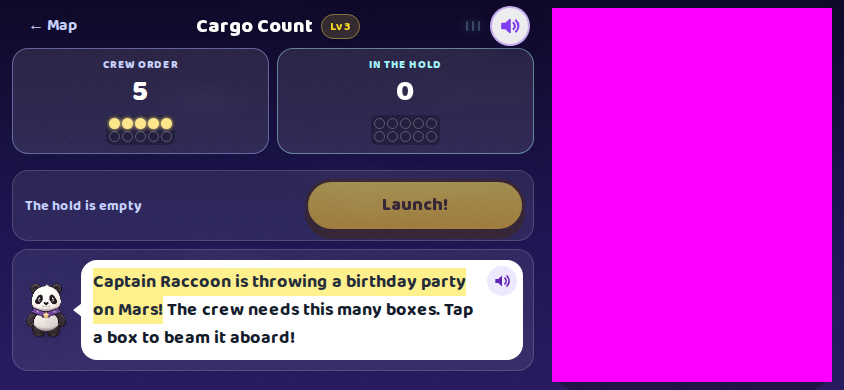 ← Map
Cargo Count
Lv 3
CREW ORDER
5
IN THE HOLD
0
The hold is empty
Launch!
Captain Raccoon is throwing a birthday party
on Mars! The crew needs this many boxes. Tap
a box to beam it aboard!